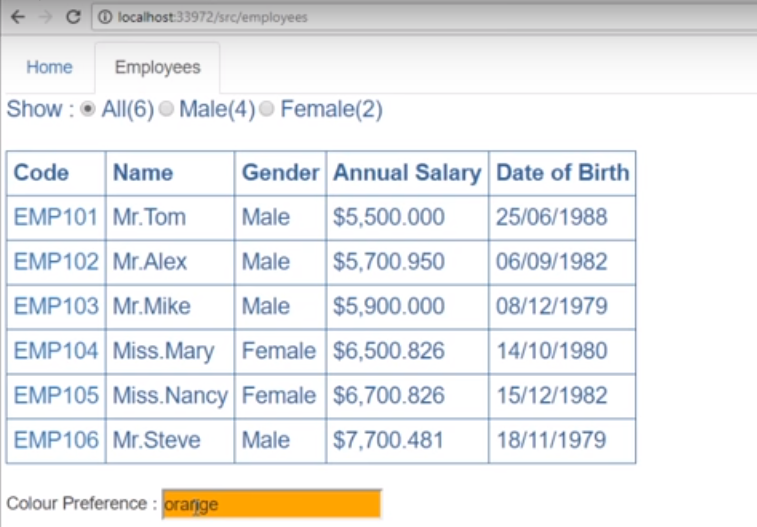 localhost:33972/src/employees
Home Employees
Show : All(6) Male(4) Female(2)
Code Name Gender Annual Salary Date of Birth
EMP101 Mr.Tom Male $5,500.000 25/06/1988
EMP102 Mr.Alex Male $5,700.950 06/09/1982
EMP103 Mr.Mike Male $5,900.000 08/12/1979
EMP104 Miss.Mary Female $6,500.826 14/10/1980
EMP105 Miss.Nancy Female $6,700.826 15/12/1982
EMP106 Mr.Steve Male $7,700.481 18/11/1979
Colour Preference : orange